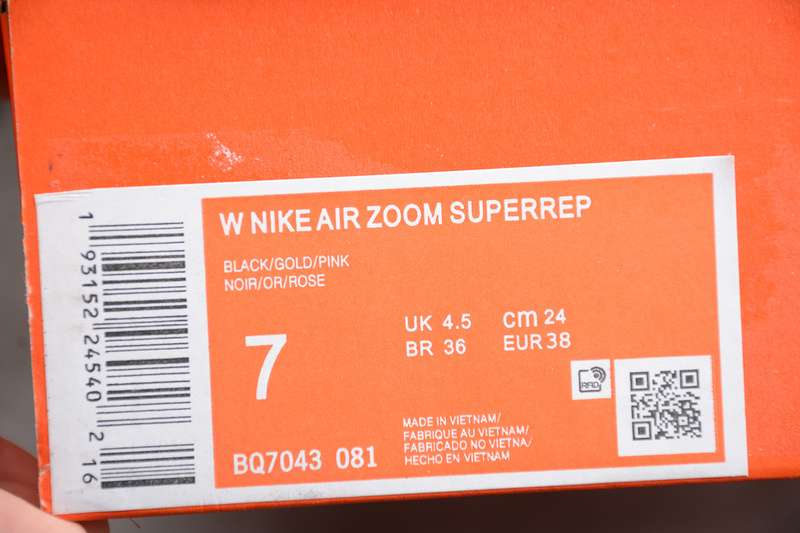 W NIKE AIR ZOOM SUPERREP
BLACK/GOLD/PINK
NOIR/OR/ROSE
7
UK 4.5 cm 24
BR 36 EUR 38
RFID
MADE IN VIETNAM/
FABRIQUE AU VIETNAM/
FABRICADO NO VIETNA/
HECHO EN VIETNAM
BQ7043 081
1 93152 24540 2 16